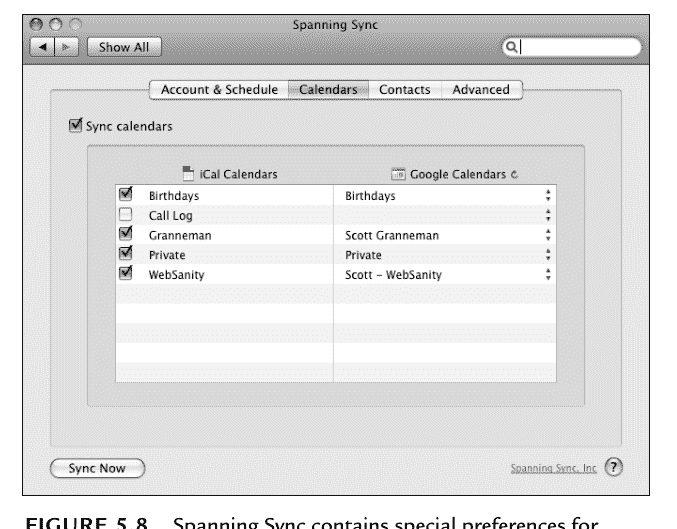 Spanning Sync
Show All
Account & Schedule Calendars Contacts Advanced
Sync calendars
iCal Calendars Google Calendars
Birthdays Birthdays
Call Log
Granneman Scott Granneman
Private Private
WebSanity Scott – WebSanity
Sync Now Spanning Sync, Inc ?
FIGURE 5.8 Spanning Sync contains special preferences for